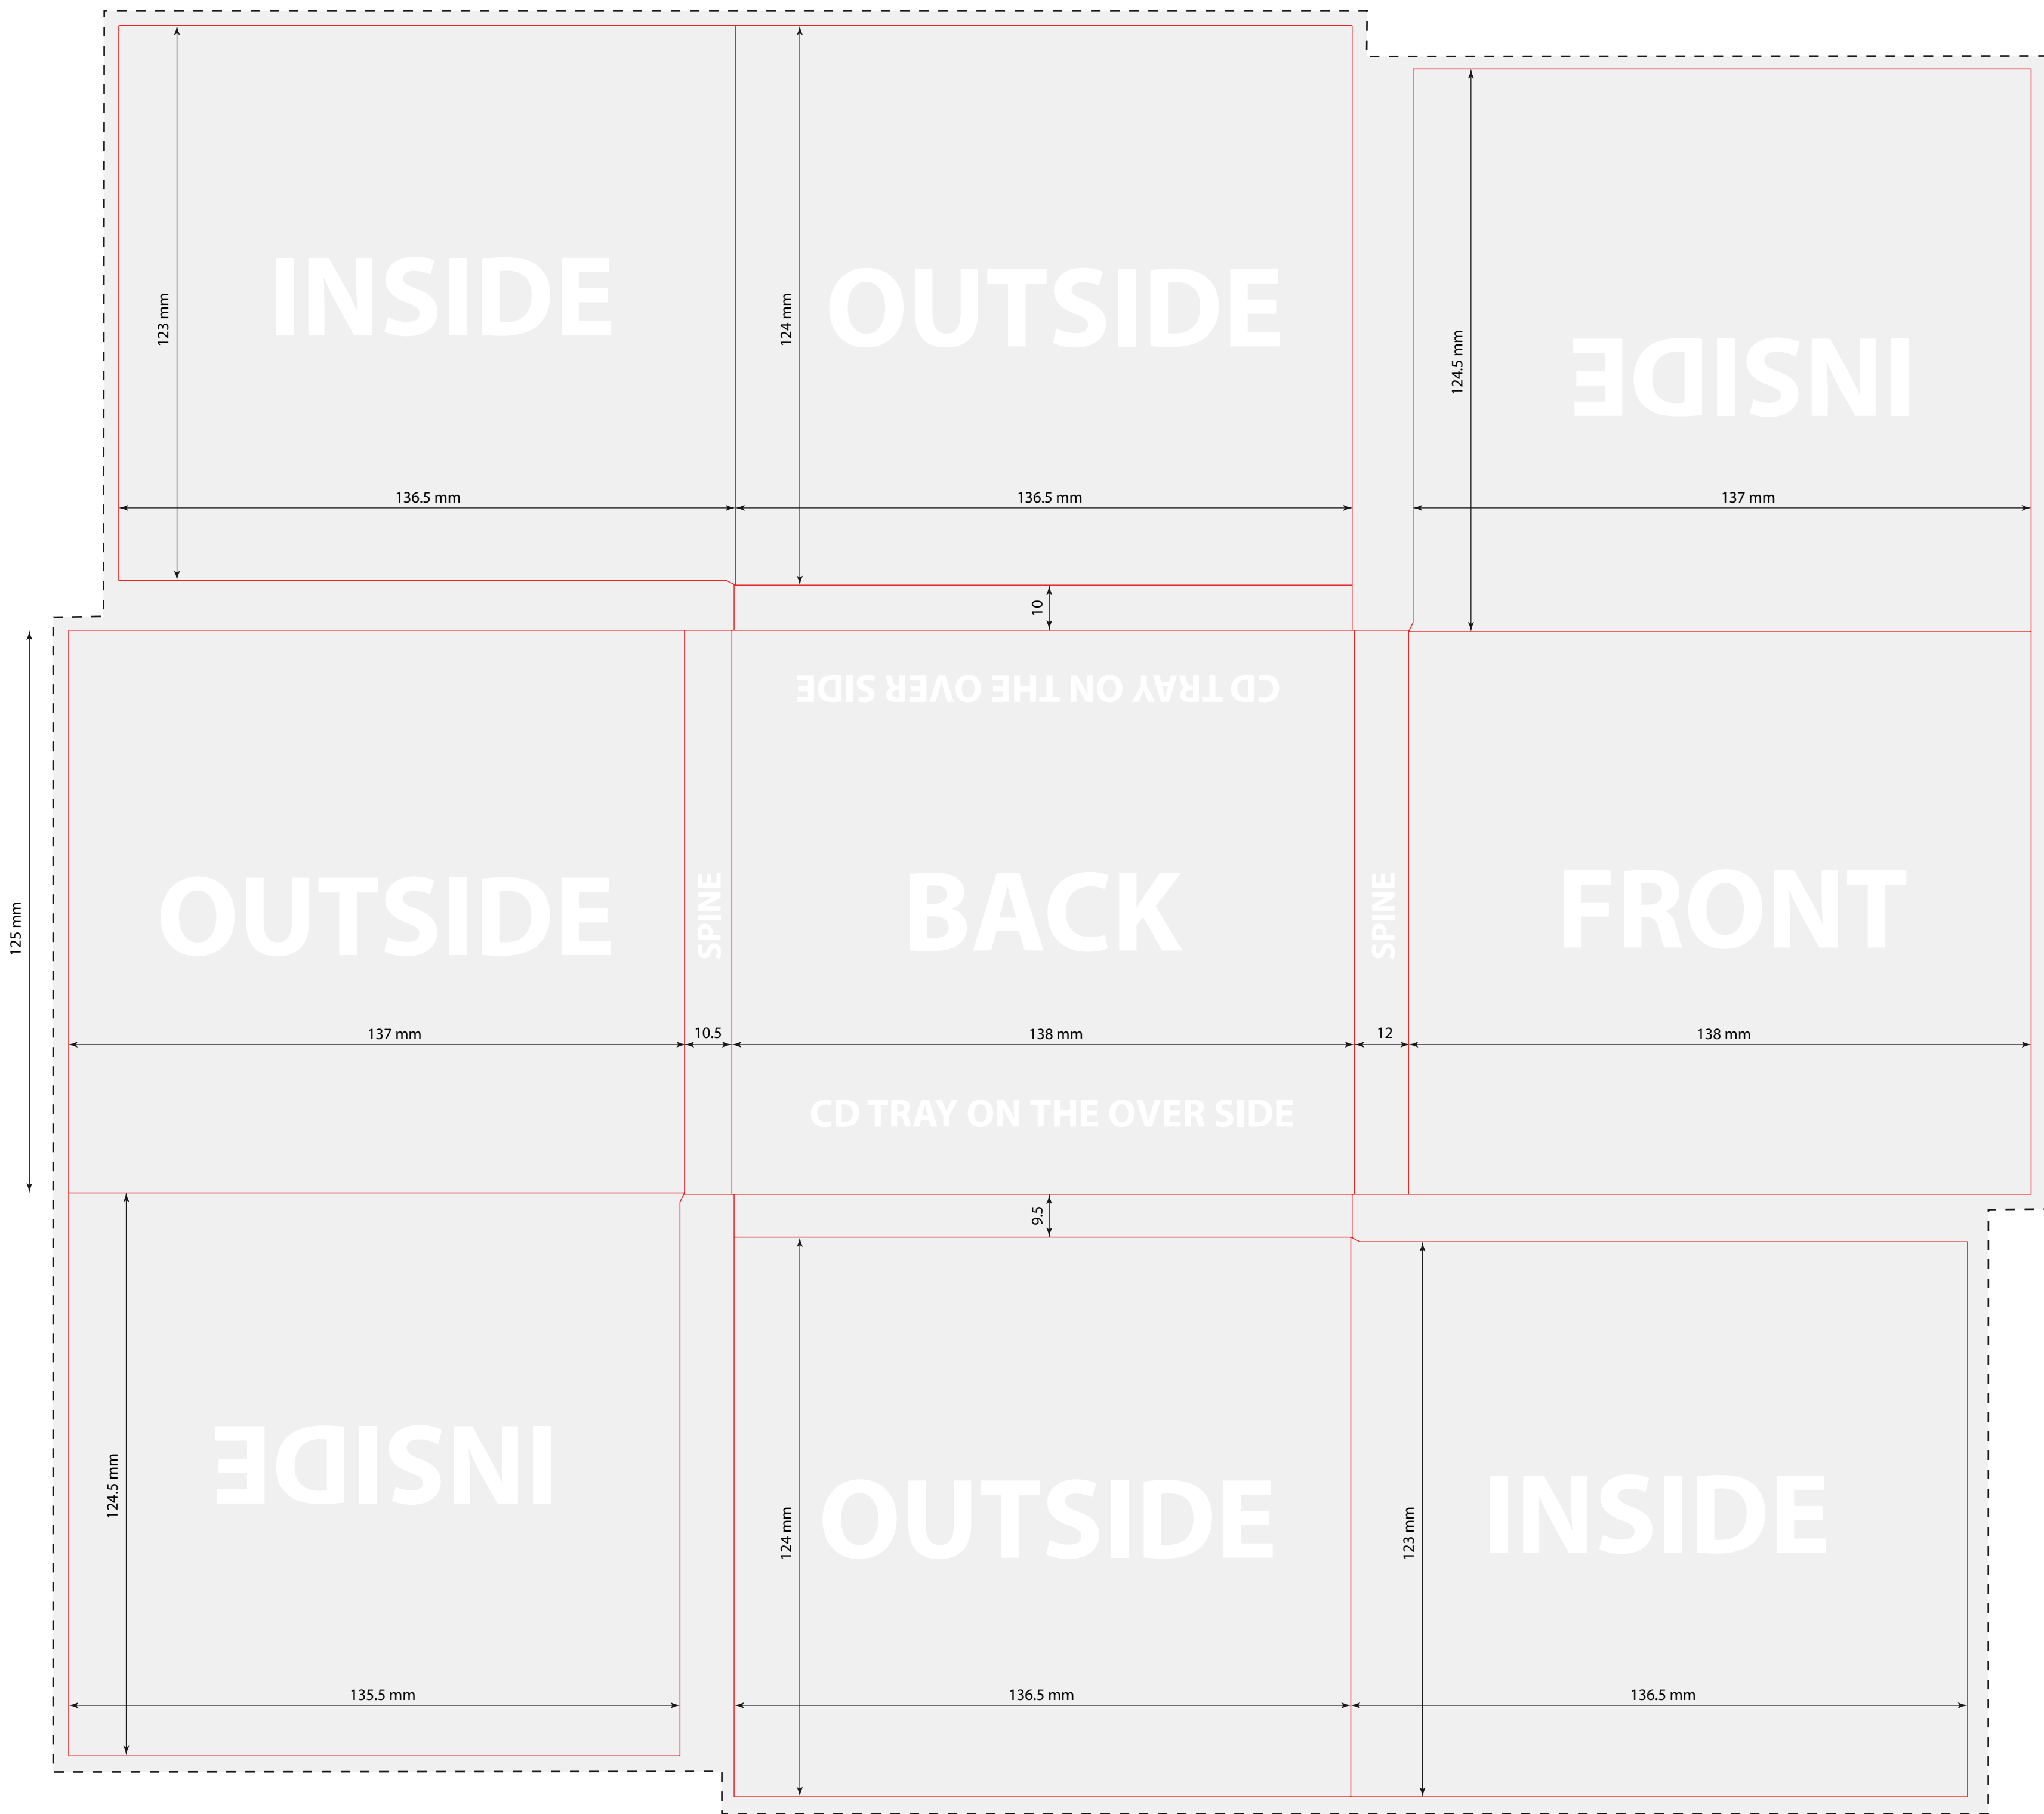 INSIDE
OUTSIDE
INSIDE
123 mm
124 mm
124.5 mm
136.5 mm
136.5 mm
137 mm
10
CD TRAY ON THE OVER SIDE
125 mm
OUTSIDE
SPINE
BACK
SPINE
FRONT
137 mm
10.5
138 mm
12
138 mm
CD TRAY ON THE OVER SIDE
9.5
INSIDE
OUTSIDE
INSIDE
124.5 mm
124 mm
123 mm
135.5 mm
136.5 mm
136.5 mm